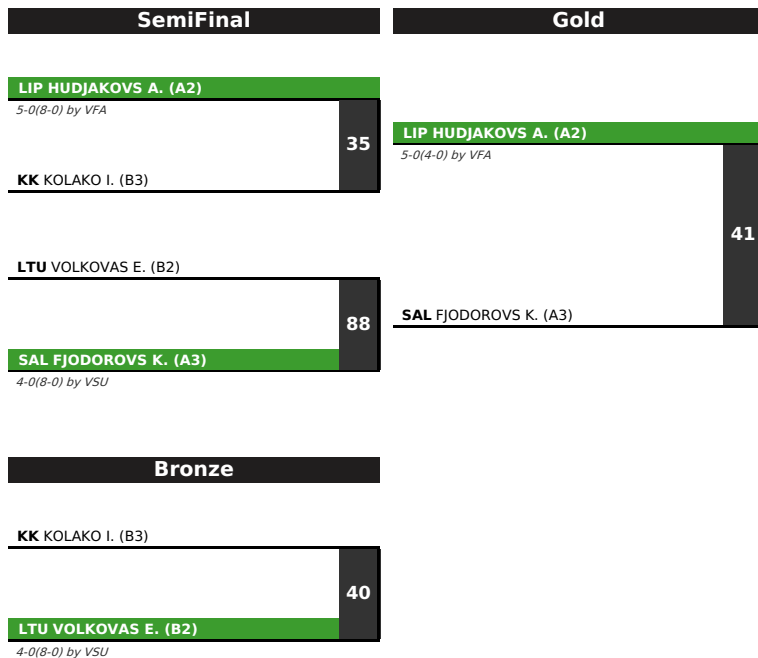 SemiFinal
LIP HUDJAKOVS A. (A2)
5-0(8-0) by VFA
35
KK KOLAKO I. (B3)
LTU VOLKOVAS E. (B2)
88
SAL FJODOROVS K. (A3)
4-0(8-0) by VSU
Gold
LIP HUDJAKOVS A. (A2)
5-0(4-0) by VFA
41
SAL FJODOROVS K. (A3)
Bronze
KK KOLAKO I. (B3)
40
LTU VOLKOVAS E. (B2)
4-0(8-0) by VSU